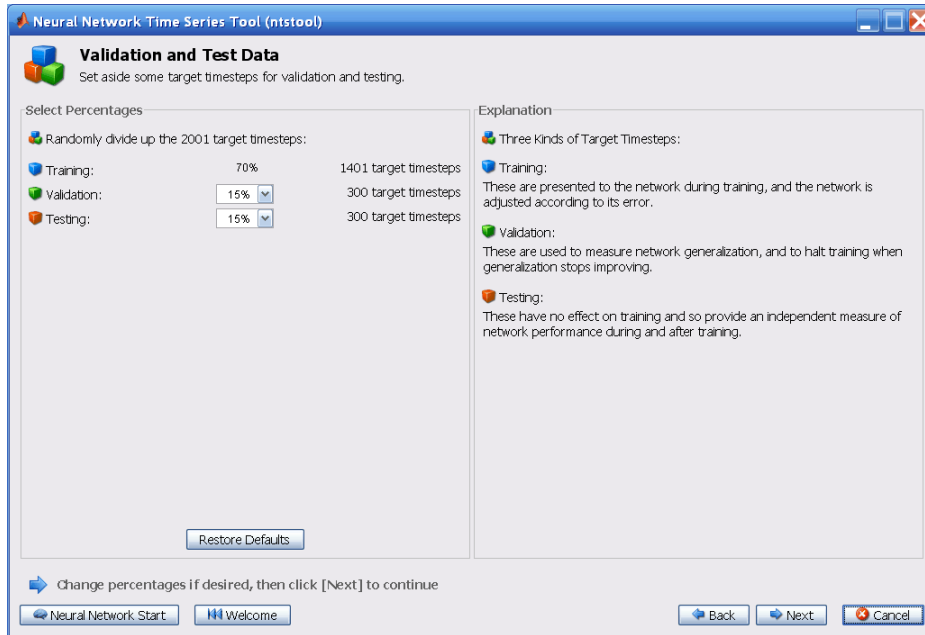 Neural Network Time Series Tool (ntstool)
Validation and Test Data
Set aside some target timesteps for validation and testing.
Select Percentages
Randomly divide up the 2001 target timesteps:
Training: 70% 1401 target timesteps
Validation: 15% 300 target timesteps
Testing: 15% 300 target timesteps
Restore Defaults
Explanation
Three Kinds of Target Timesteps:
Training:
These are presented to the network during training, and the network is
adjusted according to its error.
Validation:
These are used to measure network generalization, and to halt training when
generalization stops improving.
Testing:
These have no effect on training and so provide an independent measure of
network performance during and after training.
Change percentages if desired, then click [Next] to continue
Neural Network Start Welcome Back Next Cancel